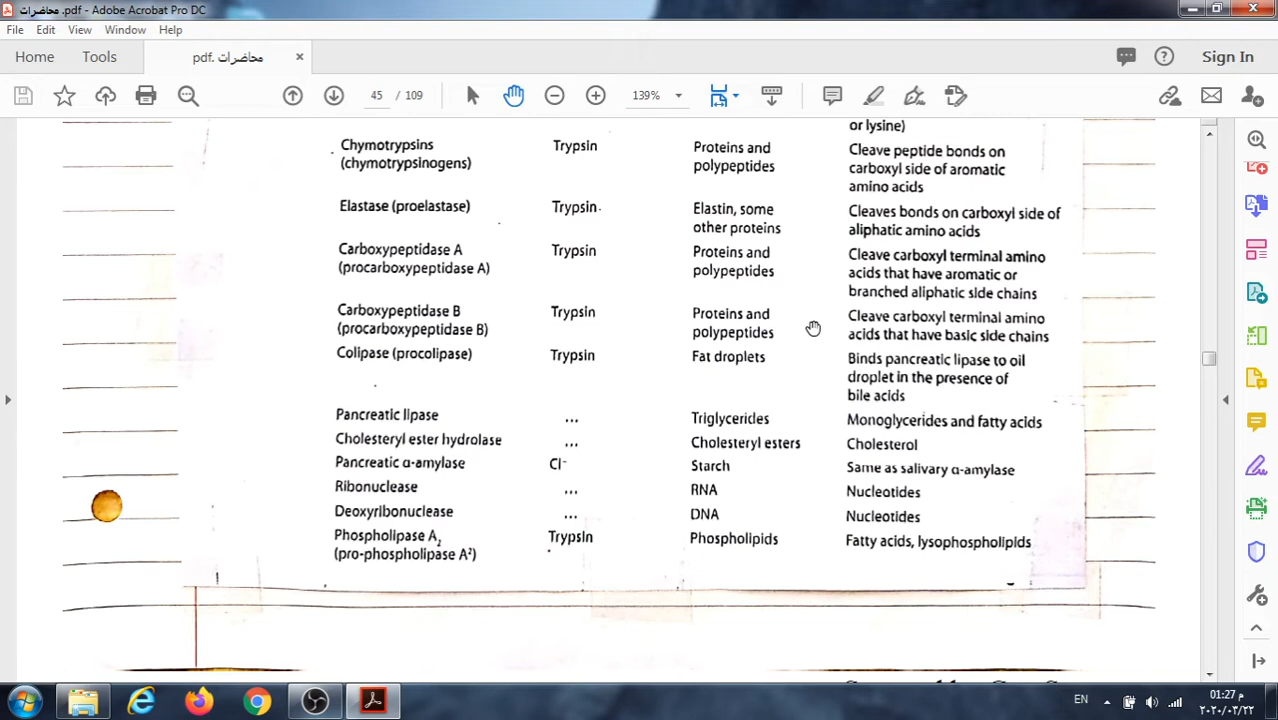 محاضرات .pdf - Adobe Acrobat Pro DC
File Edit View Window Help
Home Tools محاضرات .pdf × Sign In
45 / 109 139%
or lysine)
Chymotrypsins Trypsin Proteins and Cleave peptide bonds on
(chymotrypsinogens) polypeptides carboxyl side of aromatic
amino acids
Elastase (proelastase) Trypsin Elastin, some Cleaves bonds on carboxyl side of
other proteins aliphatic amino acids
Carboxypeptidase A Trypsin Proteins and Cleave carboxyl terminal amino
(procarboxypeptidase A) polypeptides acids that have aromatic or
branched aliphatic side chains
Carboxypeptidase B Trypsin Proteins and Cleave carboxyl terminal amino
(procarboxypeptidase B) polypeptides acids that have basic side chains
Colipase (procolipase) Trypsin Fat droplets Binds pancreatic lipase to oil
droplet in the presence of
bile acids
Pancreatic lipase ... Triglycerides Monoglycerides and fatty acids
Cholesteryl ester hydrolase ... Cholesteryl esters Cholesterol
Pancreatic α-amylase Cl⁻ Starch Same as salivary α-amylase
Ribonuclease ... RNA Nucleotides
Deoxyribonuclease ... DNA Nucleotides
Phospholipase A₂ Trypsin Phospholipids Fatty acids, lysophospholipids
(pro-phospholipase A²)
EN 01:27 م
٢٠٢٠/٠٣/٢٢